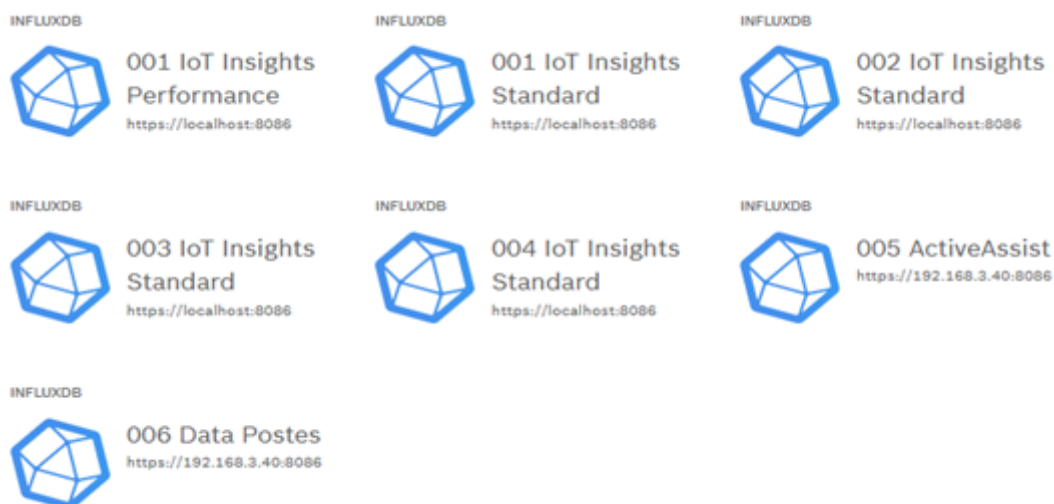 INFLUXDB
001 IoT Insights
Performance
https://localhost:8086
INFLUXDB
001 IoT Insights
Standard
https://localhost:8086
INFLUXDB
002 IoT Insights
Standard
https://localhost:8086
INFLUXDB
003 IoT Insights
Standard
https://localhost:8086
INFLUXDB
004 IoT Insights
Standard
https://localhost:8086
INFLUXDB
005 ActiveAssist
https://192.168.3.40:8086
INFLUXDB
006 Data Postes
https://192.168.3.40:8086